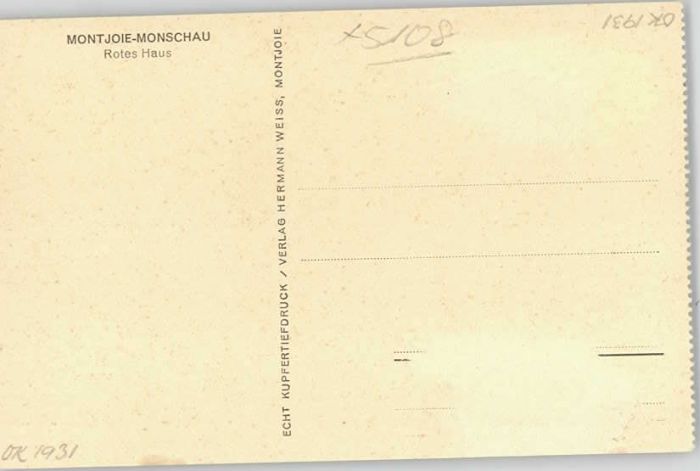 MONTJOIE-MONSCHAU
Rotes Haus
ECHT KUPFERTIEFDRUCK / VERLAG HERMANN WEISS, MONTJOIE
x5108
OK 1931
OK 1931